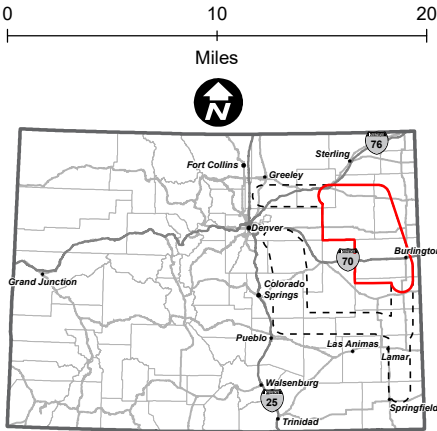 0 10 20
Miles
N
76
Sterling
Fort Collins
Greeley
Denver
Burlington
70
Grand Junction
Colorado
Springs
Pueblo
Las Animas
Lamar
Walsenburg
25
Springfield
Trinidad